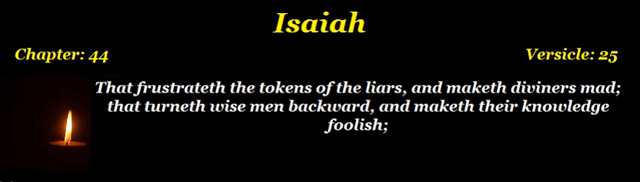 Isaiah
Chapter: 44
Versicle: 25
That frustrateth the tokens of the liars, and maketh diviners mad;
that turneth wise men backward, and maketh their knowledge
foolish;